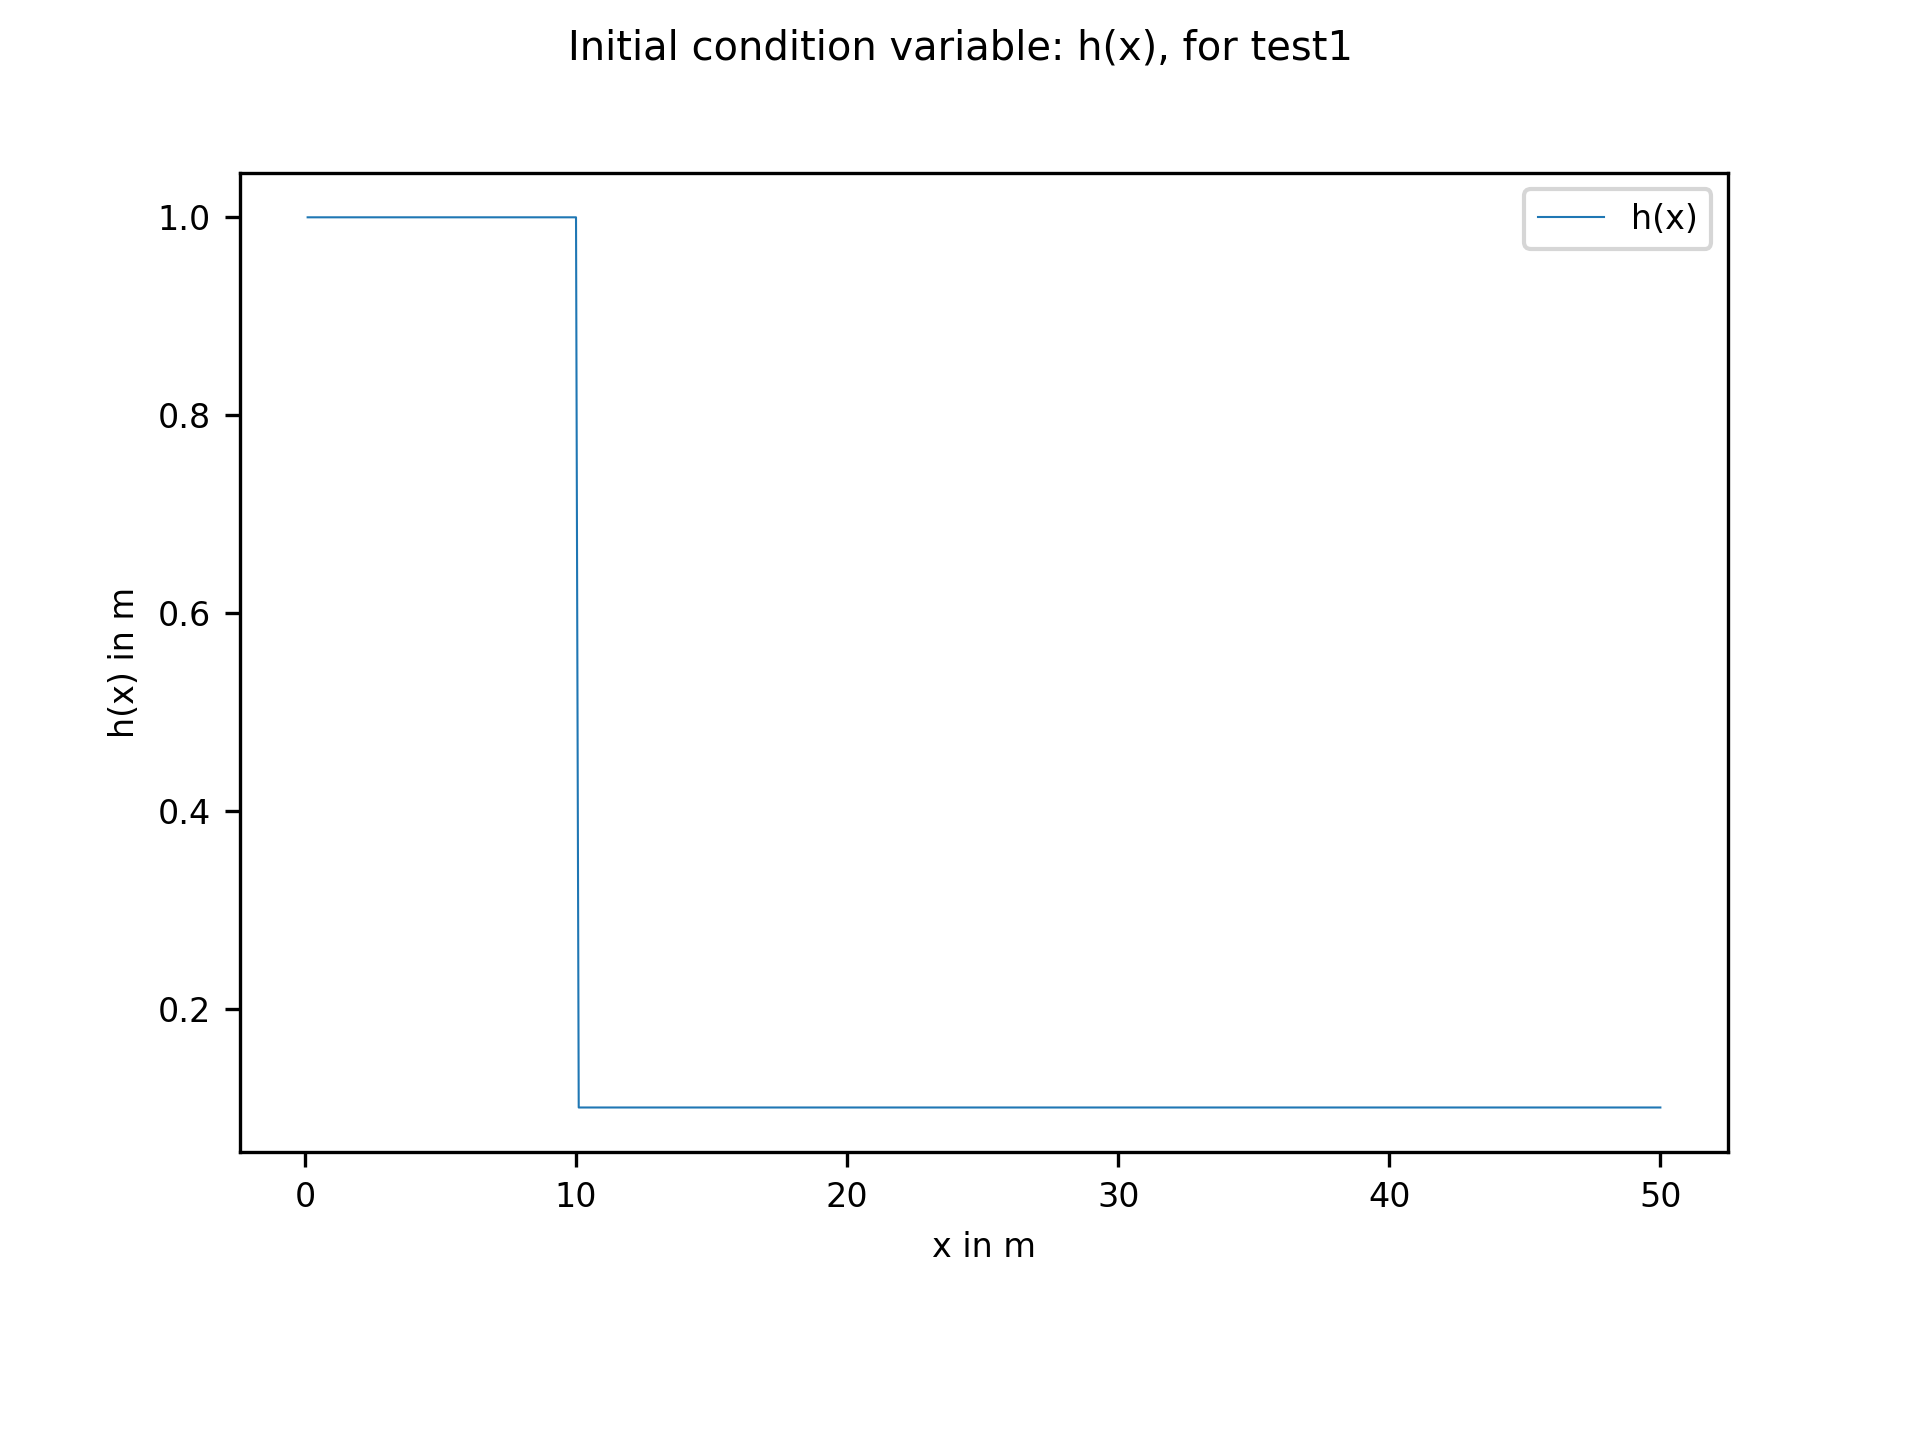 Initial condition variable: h(x), for test1
h(x)
1.0
0.8
0.6
0.4
0.2
h(x) in m
0 10 20 30 40 50
x in m